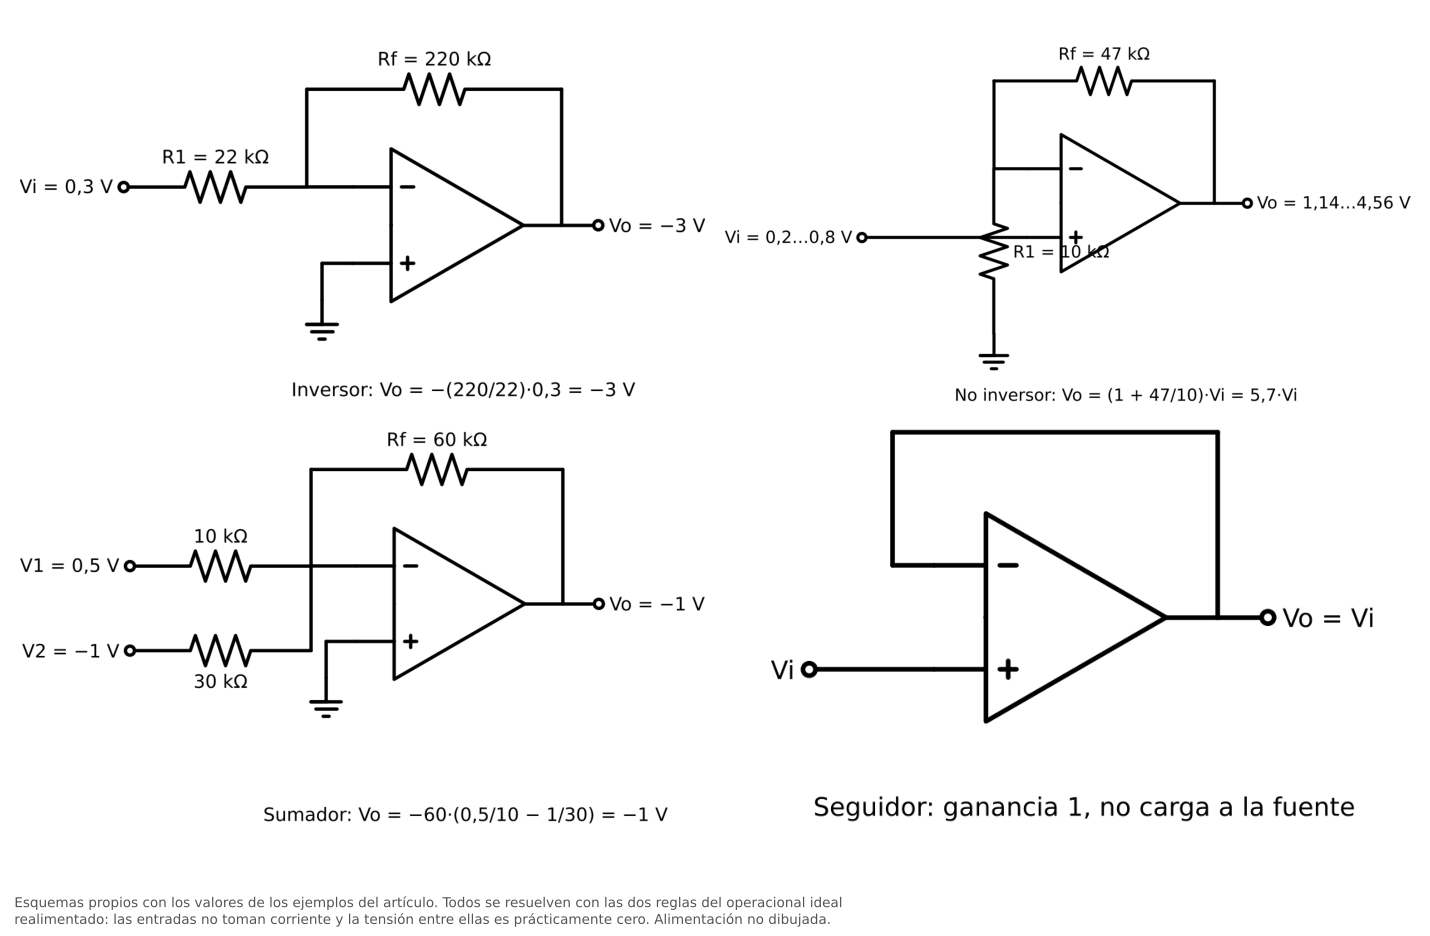 Rf = 220 kΩ
R1 = 22 kΩ
Vi = 0,3 V
−
+
Vo = −3 V
Inversor: Vo = −(220/22)·0,3 = −3 V
Rf = 47 kΩ
−
Vo = 1,14...4,56 V
Vi = 0,2...0,8 V
+
R1 = 10 kΩ
No inversor: Vo = (1 + 47/10)·Vi = 5,7·Vi
Rf = 60 kΩ
10 kΩ
V1 = 0,5 V
−
Vo = −1 V
+
V2 = −1 V
30 kΩ
Sumador: Vo = −60·(0,5/10 − 1/30) = −1 V
−
Vo = Vi
Vi
+
Seguidor: ganancia 1, no carga a la fuente
Esquemas propios con los valores de los ejemplos del artículo. Todos se resuelven con las dos reglas del operacional ideal
realimentado: las entradas no toman corriente y la tensión entre ellas es prácticamente cero. Alimentación no dibujada.